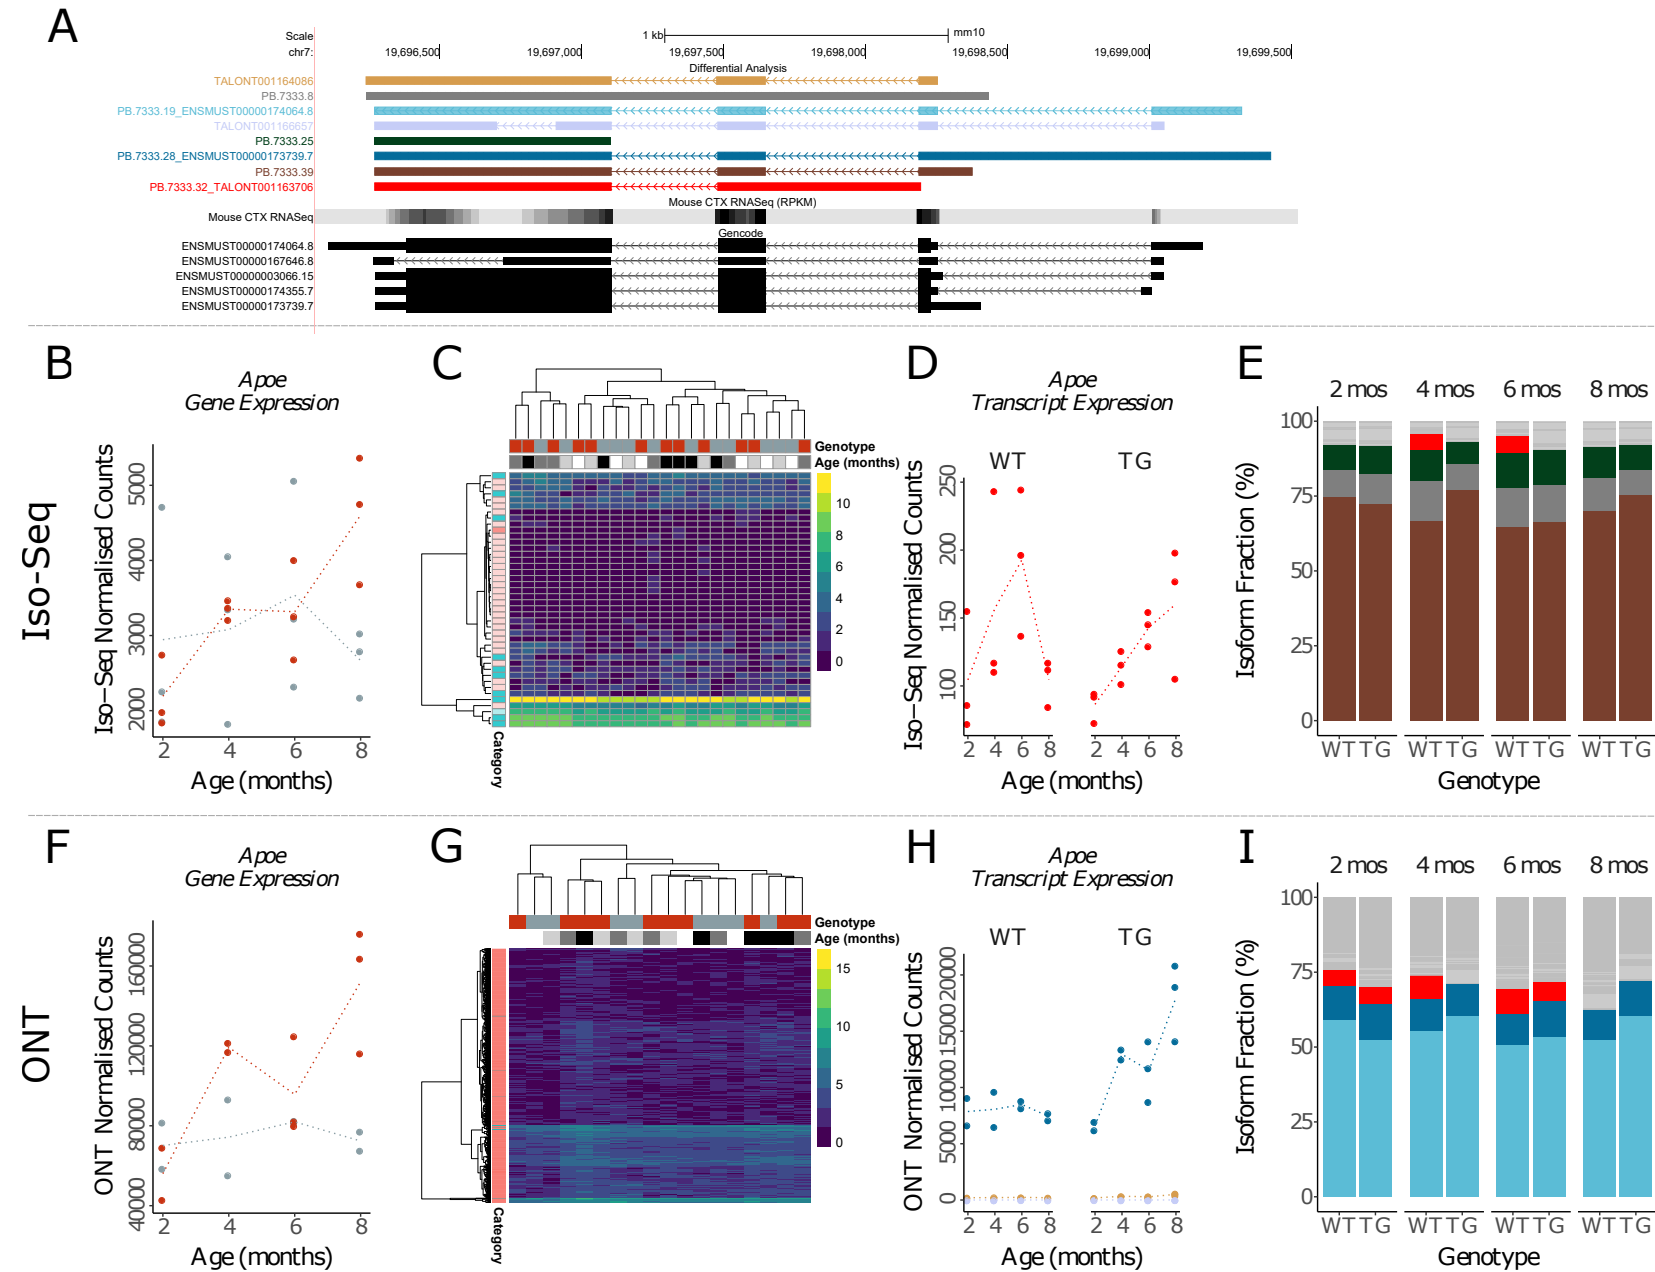 A
Scale
1 kb
mm10
chr7:
19,696,500
19,697,000
19,697,500
19,698,000
19,698,500
19,699,000
19,699,500
Differential Analysis
TALONT001164086
PB.7333.8
PB.7333.19_ENSMUST00000174064.8
TALONT001166657
PB.7333.25
PB.7333.28_ENSMUST00000173739.7
PB.7333.39
PB.7333.32_TALONT001163706
Mouse CTX RNASeq (RPKM)
Mouse CTX RNASeq
Gencode
ENSMUST00000174064.8
ENSMUST00000167646.8
ENSMUST00000003066.15
ENSMUST00000174355.7
ENSMUST00000173739.7
Iso-Seq
B
Apoe
Gene Expression
Iso-Seq Normalised Counts
5000
4000
3000
2000
2 4 6 8
Age (months)
C
Genotype
Age (months)
10
8
6
4
2
0
Category
D
Apoe
Transcript Expression
WT TG
Iso-Seq Normalised Counts
250
200
150
100
2 4 6 8 2 4 6 8
Age (months)
E
2 mos 4 mos 6 mos 8 mos
Isoform Fraction (%)
100
75
50
25
0
WT TG WT TG WT TG WT TG
Genotype
ONT
F
Apoe
Gene Expression
ONT Normalised Counts
160000
120000
80000
40000
2 4 6 8
Age (months)
G
Genotype
Age (months)
15
10
5
0
Category
H
Apoe
Transcript Expression
WT TG
ONT Normalised Counts
20000
15000
10000
5000
0
2 4 6 8 2 4 6 8
Age (months)
I
2 mos 4 mos 6 mos 8 mos
Isoform Fraction (%)
100
75
50
25
0
WT TG WT TG WT TG WT TG
Genotype